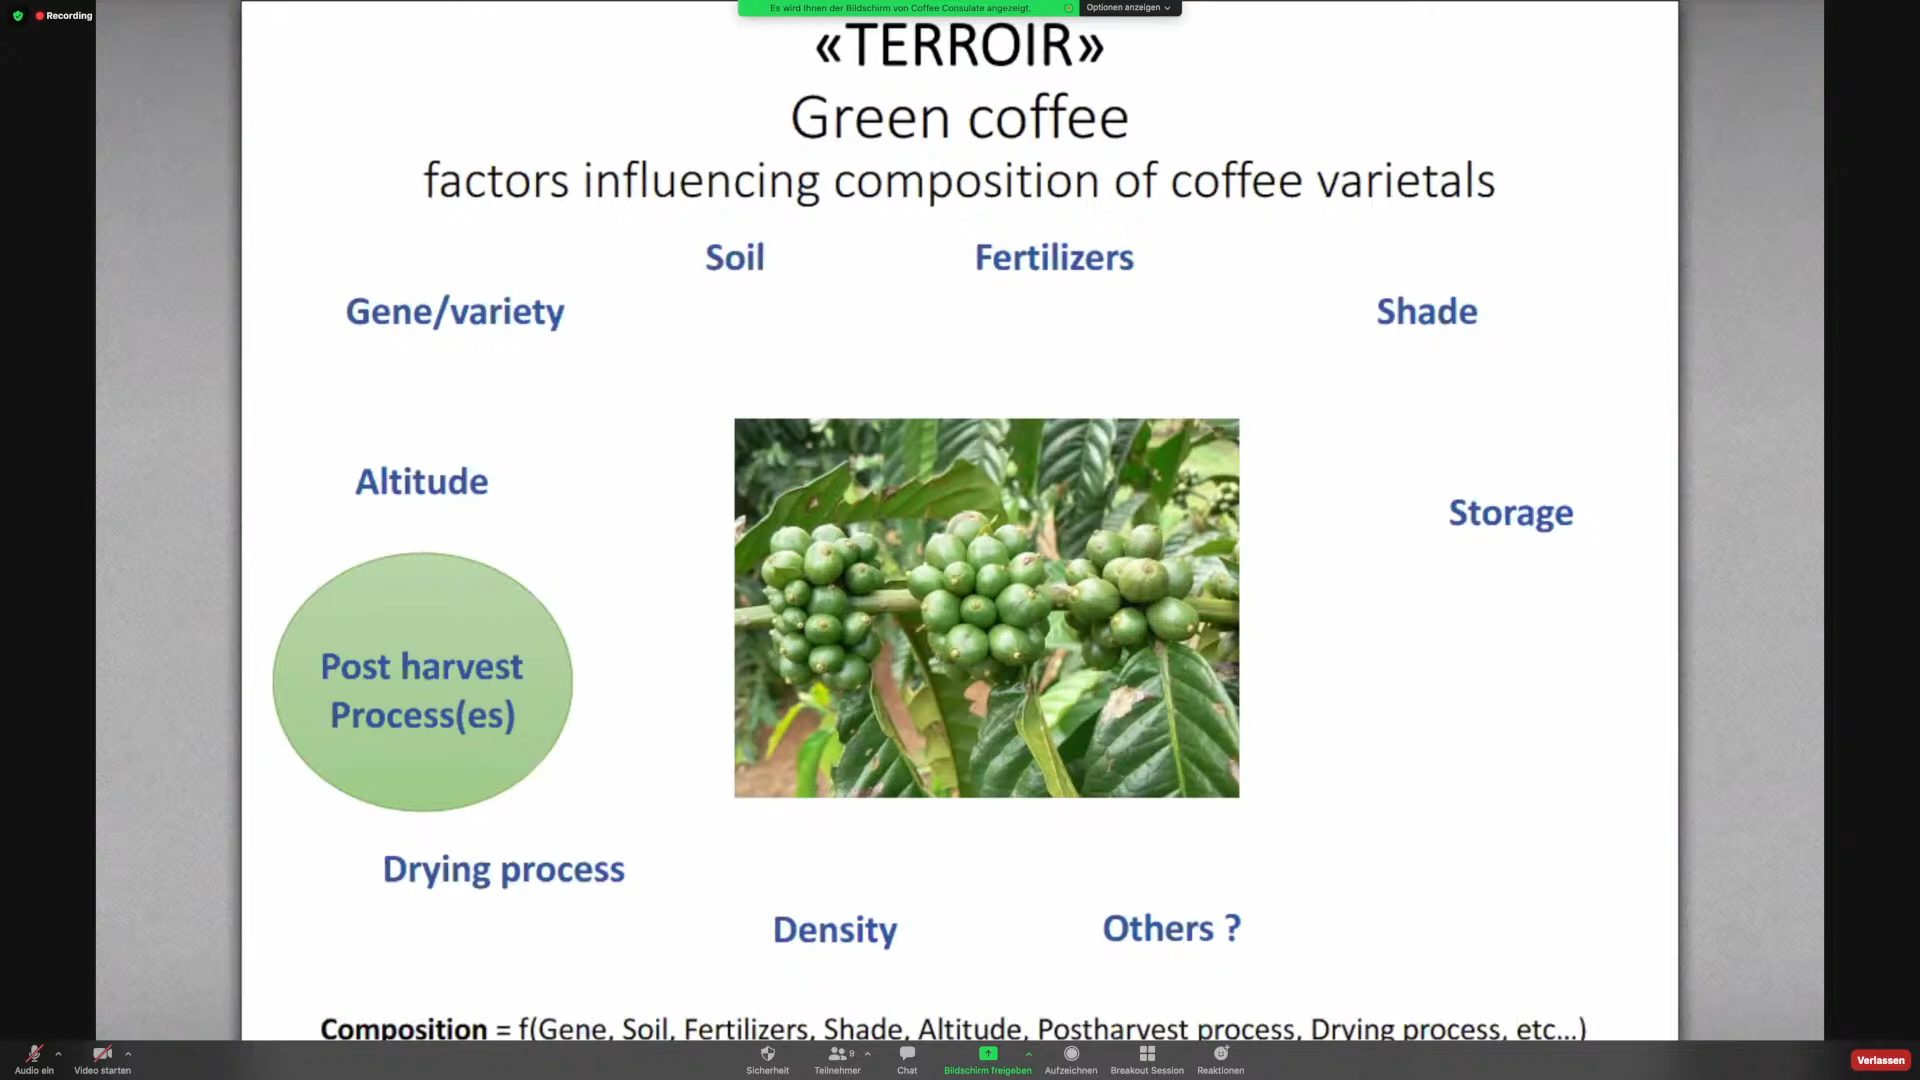 Recording
Es wird Ihnen der Bildschirm von Coffee Consulate angezeigt.
Optionen anzeigen
«TERROIR»
Green coffee
factors influencing composition of coffee varietals
Soil
Fertilizers
Gene/variety
Shade
Altitude
Storage
Post harvest
Process(es)
Drying process
Density
Others ?
Composition = f(Gene, Soil, Fertilizers, Shade, Altitude, Postharvest process, Drying process, etc...)
Audio ein
Video starten
Sicherheit
9
Teilnehmer
Chat
Bildschirm freigeben
Aufzeichnen
Breakout Session
Reaktionen
Verlassen